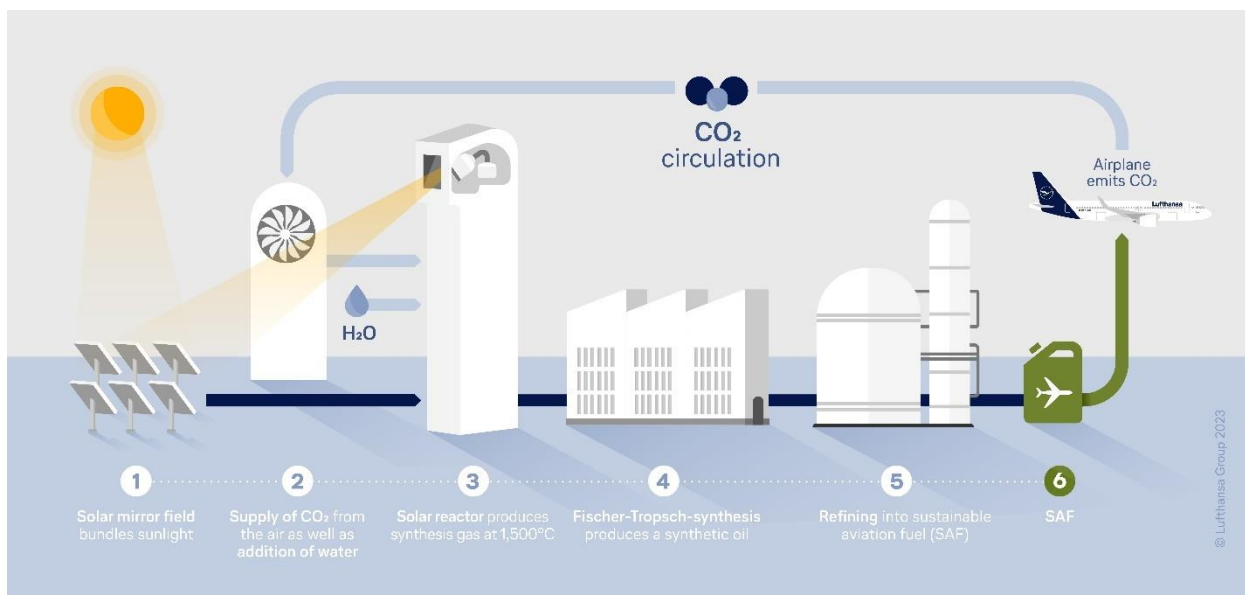 CO₂
circulation
Airplane
emits CO₂
Lufthansa
H₂O
1
2
3
4
5
6
Solar mirror field
bundles sunlight
Supply of CO₂ from
the air as well as
addition of water
Solar reactor produces
synthesis gas at 1,500°C
Fischer-Tropsch-synthesis
produces a synthetic oil
Refining into sustainable
aviation fuel (SAF)
SAF
© Lufthansa Group 2023